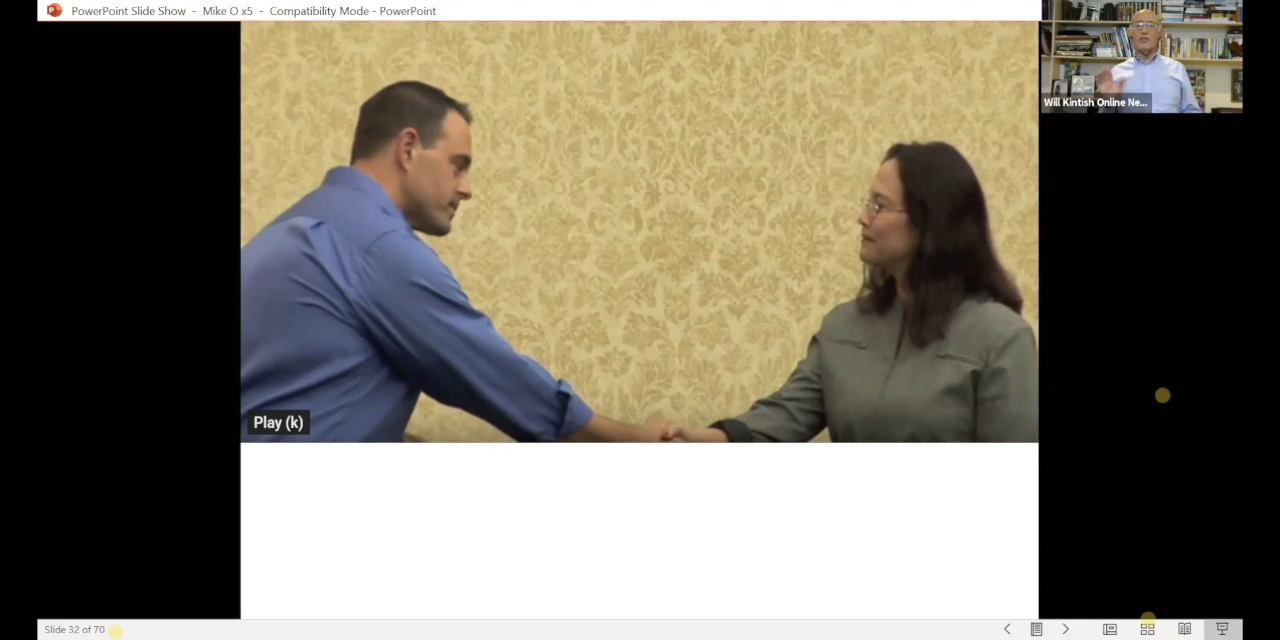 PowerPoint Slide Show - Mike O x5 - Compatibility Mode - PowerPoint
Will Kintish Online Ne...
Play (k)
Slide 32 of 70